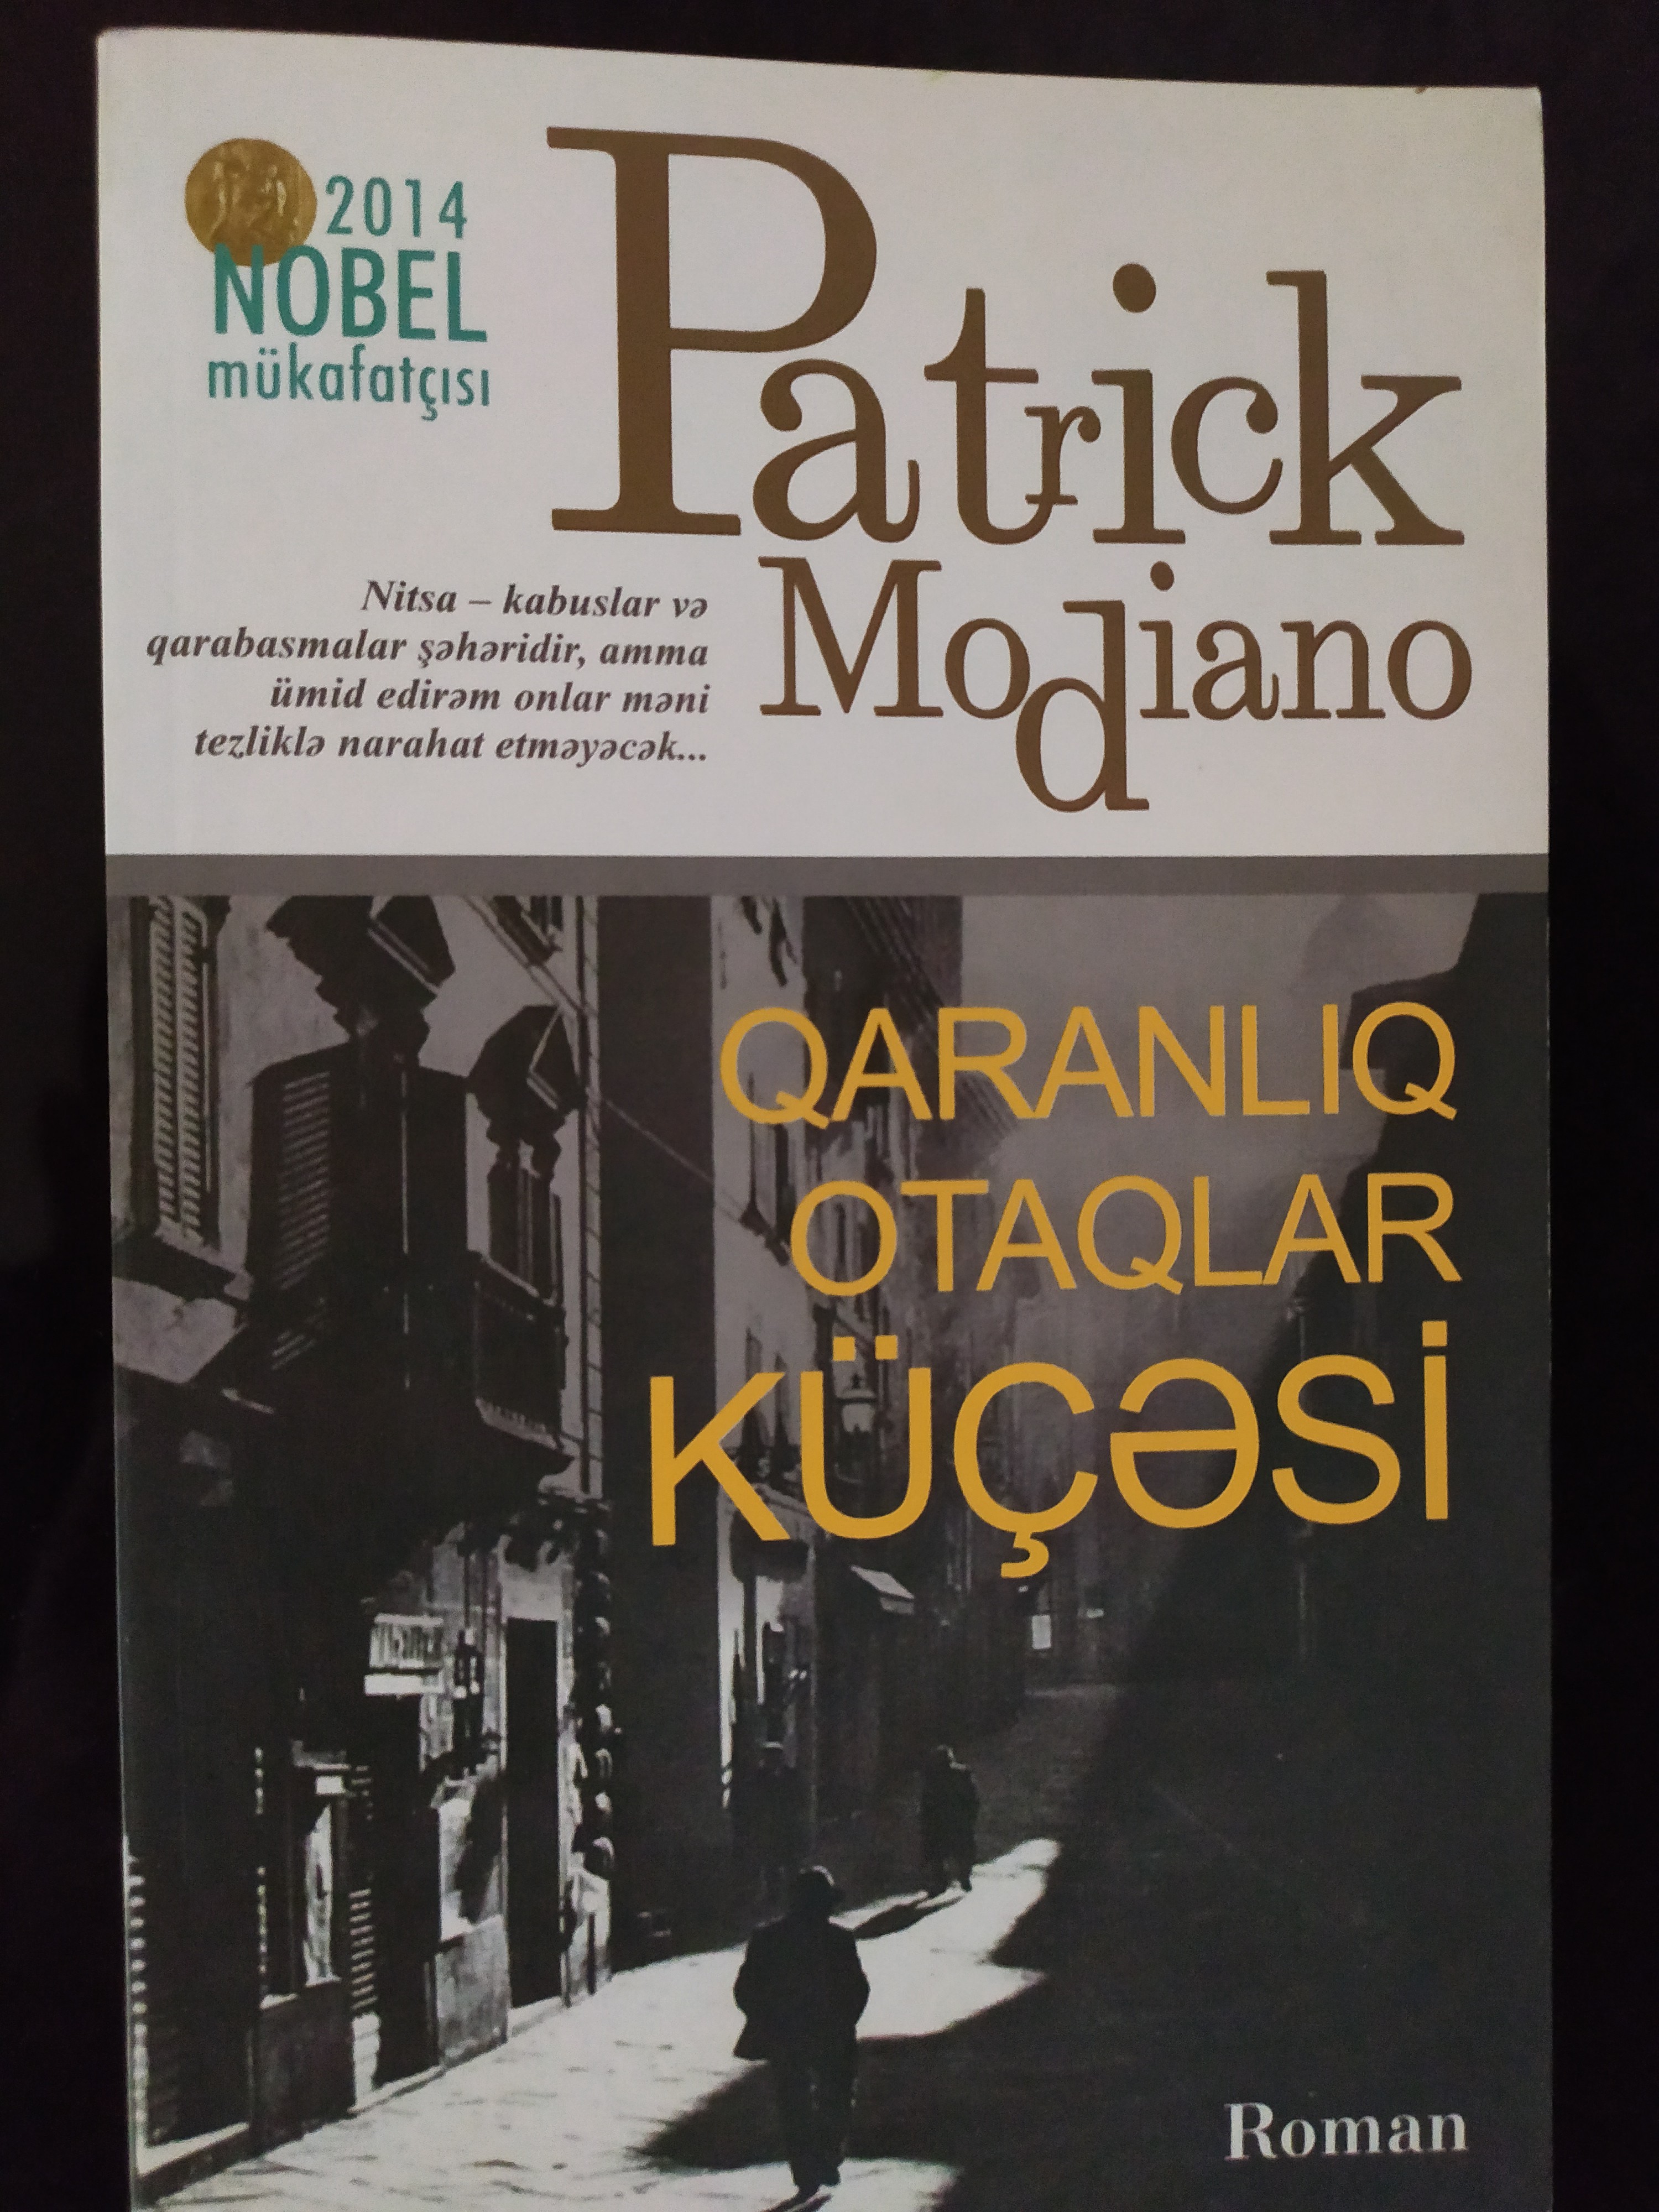 2014
NOBEL
mükafatçısı
Patrick
Modiano
Nitsa – kabuslar və
qarabasmalar şəhəridir, amma
ümid edirəm onlar məni
tezliklə narahat etməyəcək...
QARANLIQ
OTAQLAR
KÜÇƏSİ
Roman